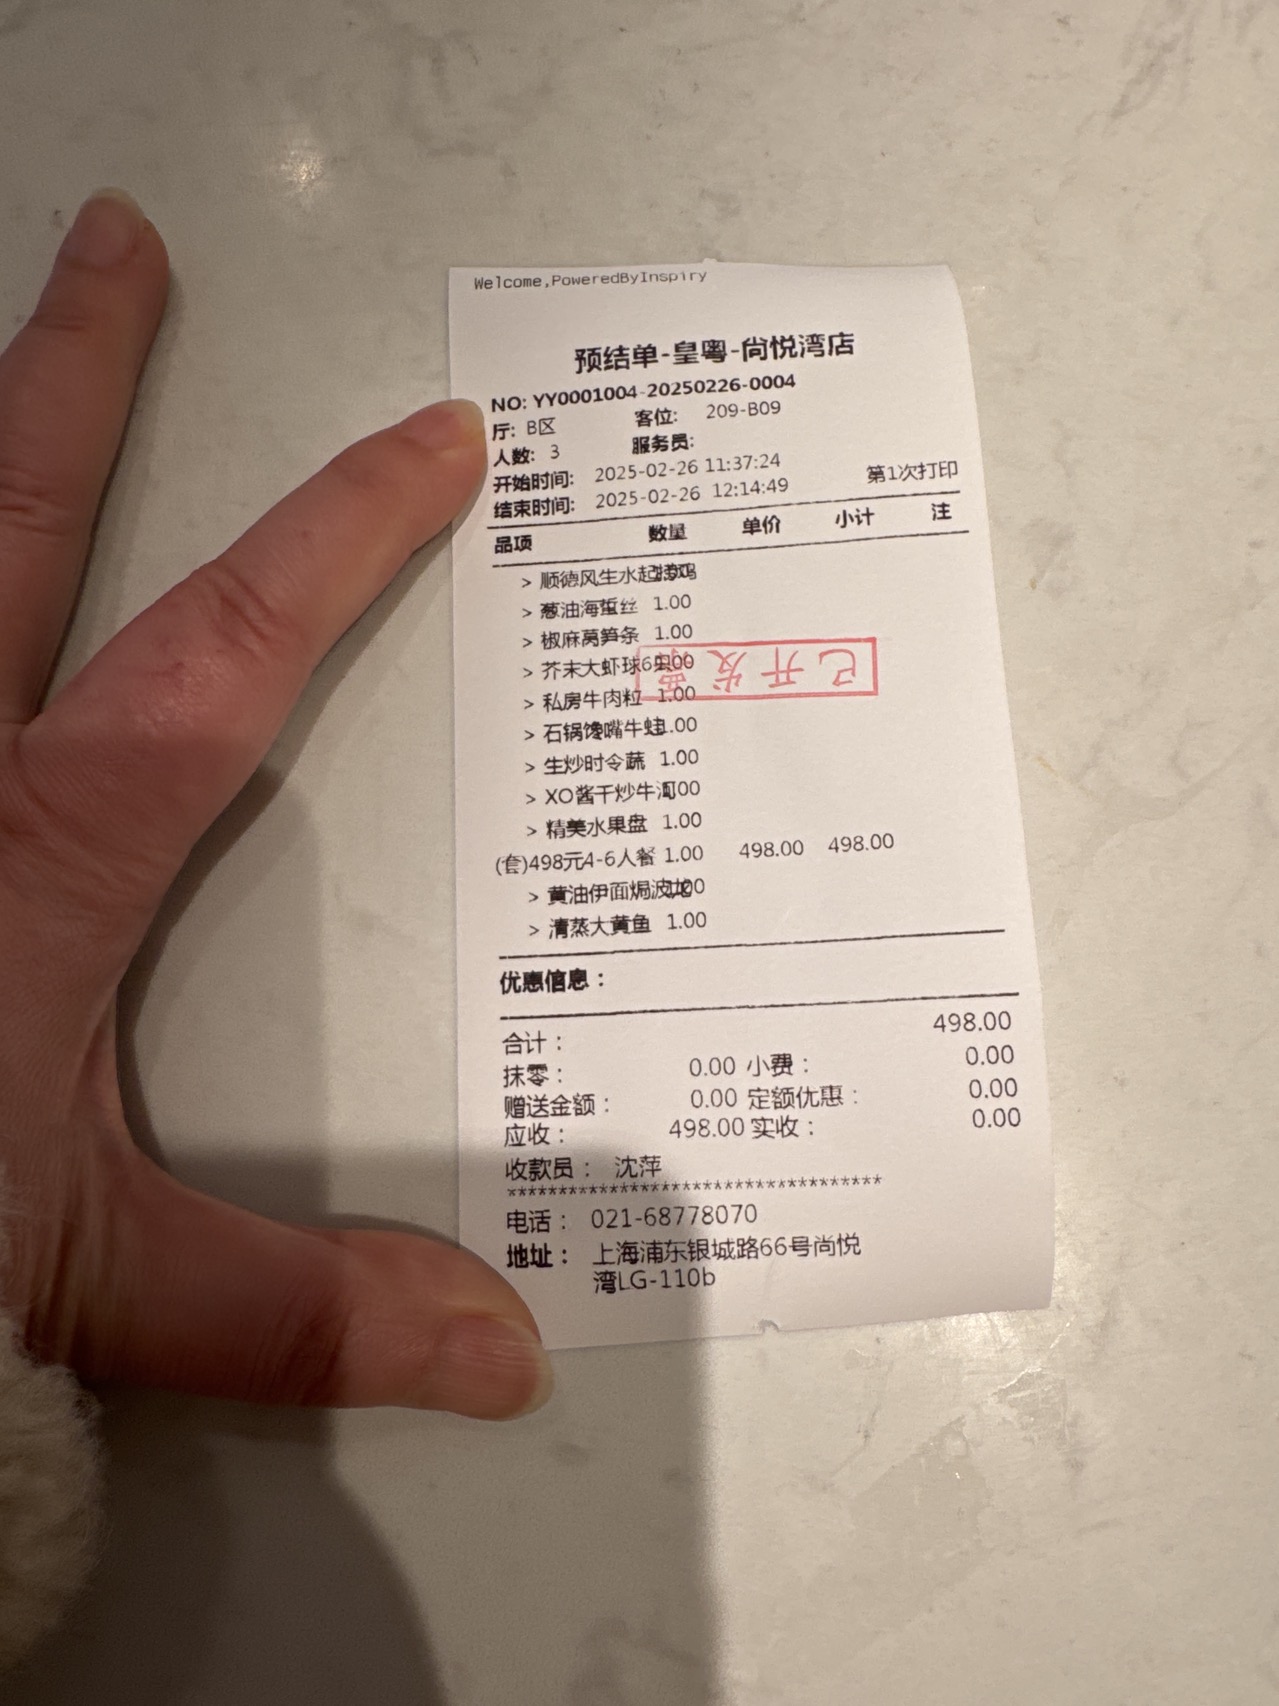 Welcome,PoweredByInspiry
预结单-皇粤-尚悦湾店
NO: YY0001004-20250226-0004
厅: B区 客位: 209-B09
人数: 3 服务员:
开始时间: 2025-02-26 11:37:24
结束时间: 2025-02-26 12:14:49 第1次打印
品项 数量 单价 小计 注
> 顺德风生水起捞鸡
> 葱油海蜇丝 1.00
> 椒麻莴笋条 1.00
> 芥末大虾球6 1.00
已开发票
> 私房牛肉粒 1.00
> 石锅馋嘴牛蛙1.00
> 生炒时令蔬 1.00
> XO酱干炒牛河1.00
> 精美水果盘 1.00
(套)498元4-6人餐 1.00 498.00 498.00
> 黄油伊面焗波龙1.00
> 清蒸大黄鱼 1.00
优惠信息：
合计： 498.00
抹零： 0.00 小费： 0.00
赠送金额： 0.00 定额优惠： 0.00
应收： 498.00 实收： 0.00
收款员： 沈萍
************************************
电话： 021-68778070
地址： 上海浦东银城路66号尚悦
湾LG-110b